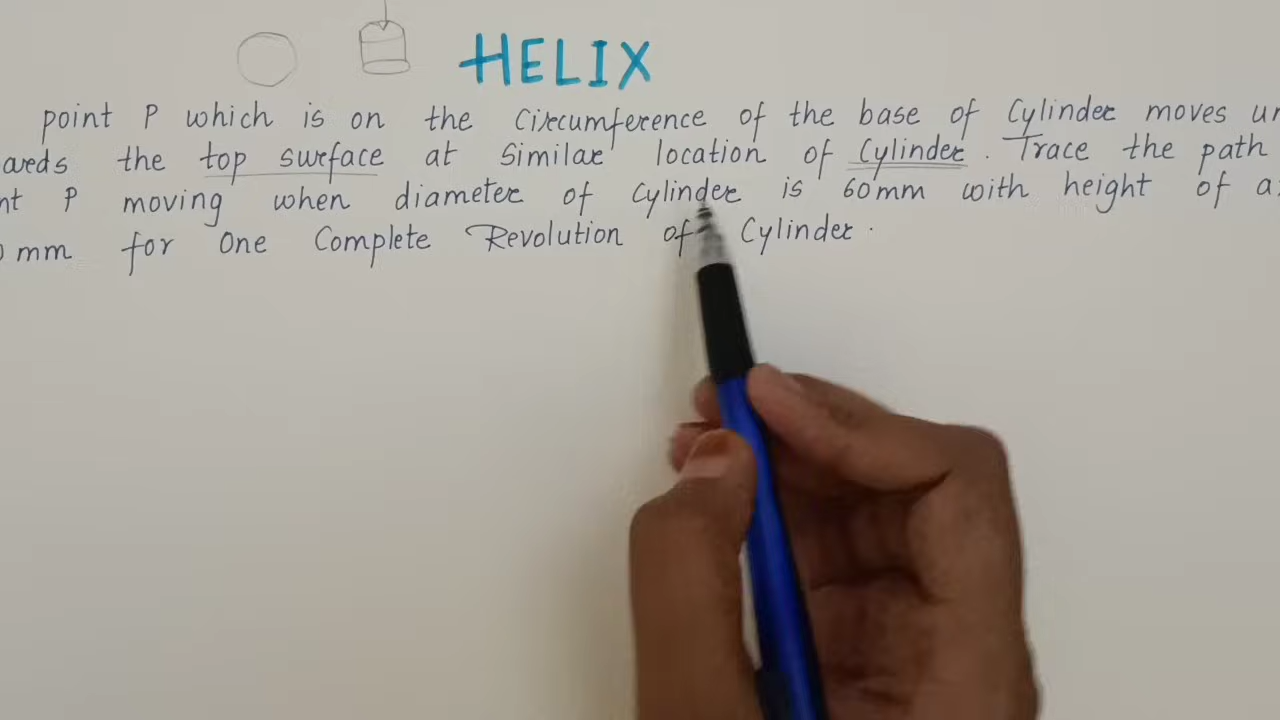 HELIX
point P which is on the circumference of the base of Cylinder moves
the top surface at similar location of Cylinder. Trace the path
P moving when diameter of Cylinder is 60mm with height of
mm for One Complete Revolution of Cylinder.